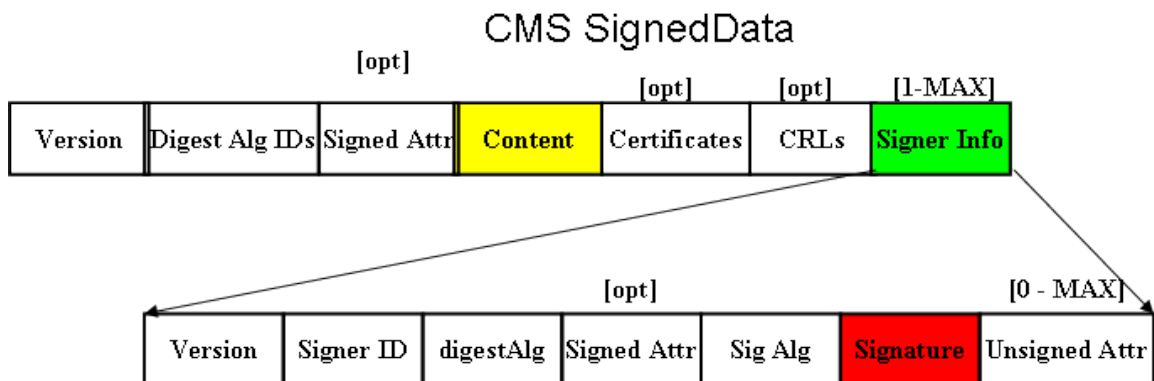 CMS SignedData
[opt]
[opt] [opt] [1-MAX]
Version Digest Alg IDs Signed Attr Content Certificates CRLs Signer Info
[opt] [0 - MAX]
Version Signer ID digestAlg Signed Attr Sig Alg Signature Unsigned Attr